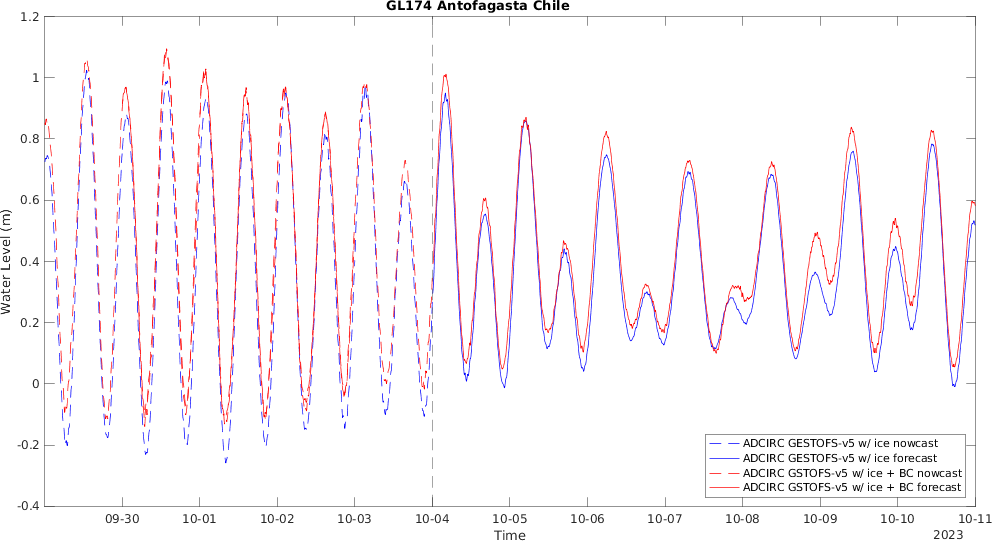 GL174 Antofagasta Chile
1.2
1
0.8
0.6
0.4
0.2
0
-0.2
-0.4
Water Level (m)
09-30 10-01 10-02 10-03 10-04 10-05 10-06 10-07 10-08 10-09 10-10 10-11
Time
2023
ADCIRC GESTOFS-v5 w/ ice nowcast
ADCIRC GESTOFS-v5 w/ ice forecast
ADCIRC GSTOFS-v5 w/ ice + BC nowcast
ADCIRC GSTOFS-v5 w/ ice + BC forecast